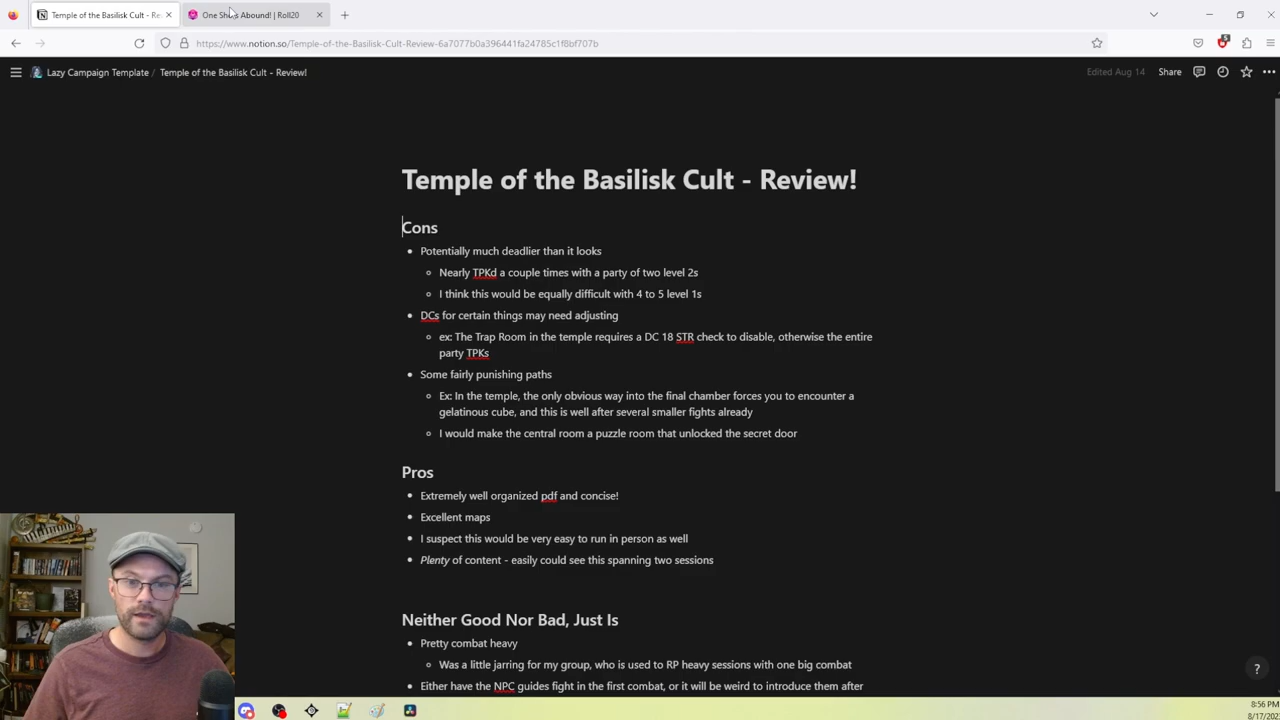 Temple of the Basilisk Cult - Re
One Shots Abound! | Roll20
https://www.notion.so/Temple-of-the-Basilisk-Cult-Review-6a7077b0a396441fa24785c1f8bf707b
Lazy Campaign Template / Temple of the Basilisk Cult - Review!
Edited Aug 14
Share
Temple of the Basilisk Cult - Review!
Cons
Potentially much deadlier than it looks
Nearly TPKd a couple times with a party of two level 2s
I think this would be equally difficult with 4 to 5 level 1s
DCs for certain things may need adjusting
ex: The Trap Room in the temple requires a DC 18 STR check to disable, otherwise the entire
party TPKs
Some fairly punishing paths
Ex: In the temple, the only obvious way into the final chamber forces you to encounter a
gelatinous cube, and this is well after several smaller fights already
I would make the central room a puzzle room that unlocked the secret door
Pros
Extremely well organized pdf and concise!
Excellent maps
I suspect this would be very easy to run in person as well
Plenty of content - easily could see this spanning two sessions
Neither Good Nor Bad, Just Is
Pretty combat heavy
Was a little jarring for my group, who is used to RP heavy sessions with one big combat
Either have the NPC guides fight in the first combat, or it will be weird to introduce them after
?
8:56 PM
8/17/202